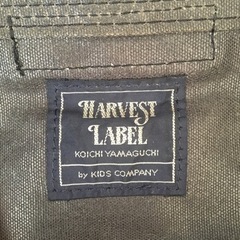 HARVEST
LABEL
KOICHI YAMAGUCHI
by KIDS COMPANY